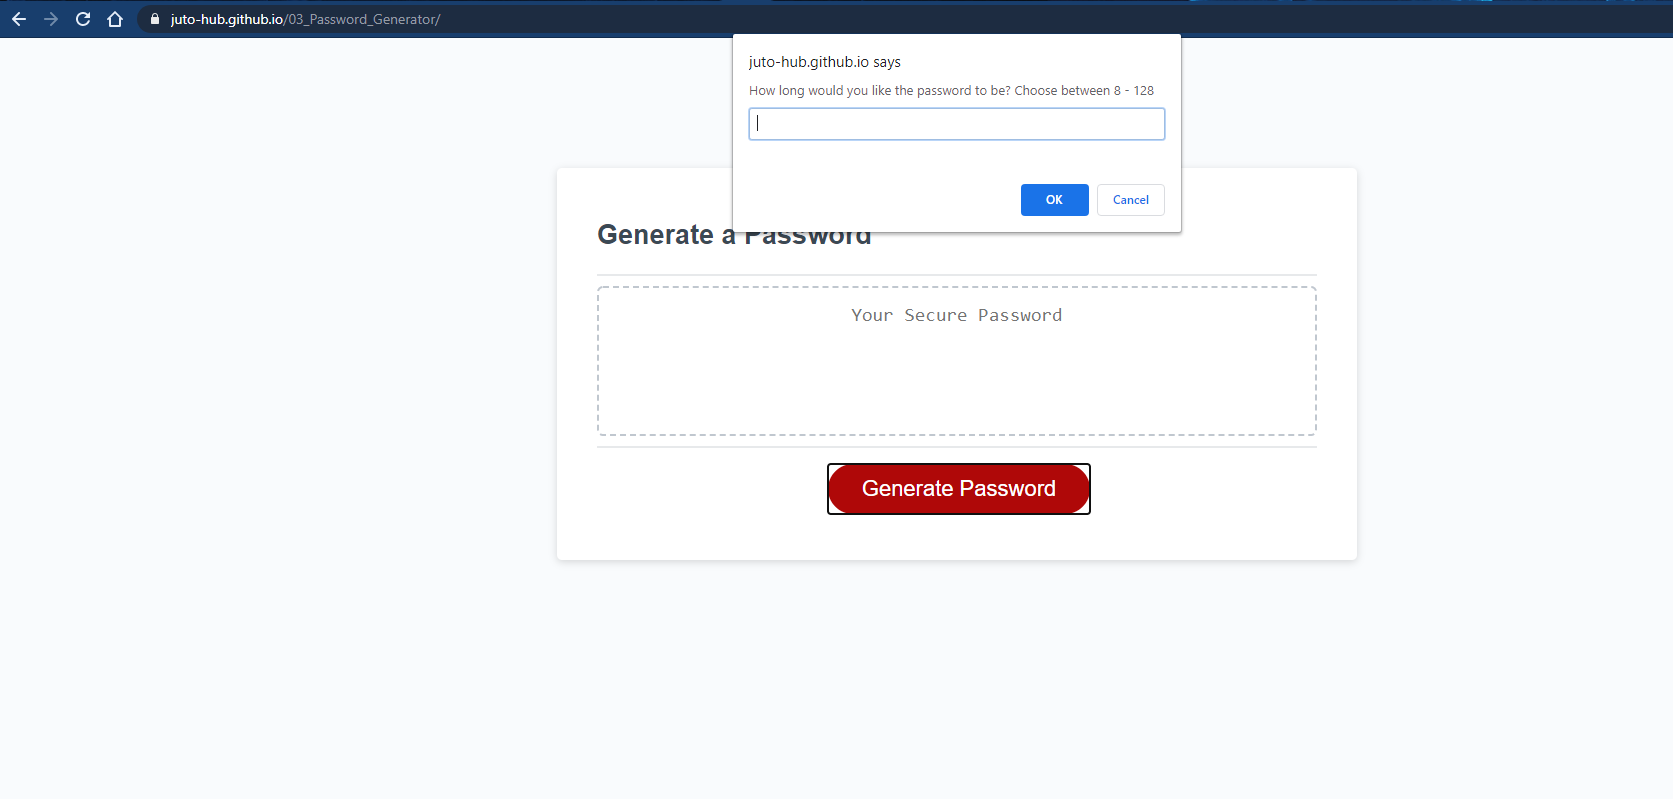 juto-hub.github.io/03_Password_Generator/
juto-hub.github.io says
How long would you like the password to be? Choose between 8 - 128
OK
Cancel
Generate a Password
Your Secure Password
Generate Password